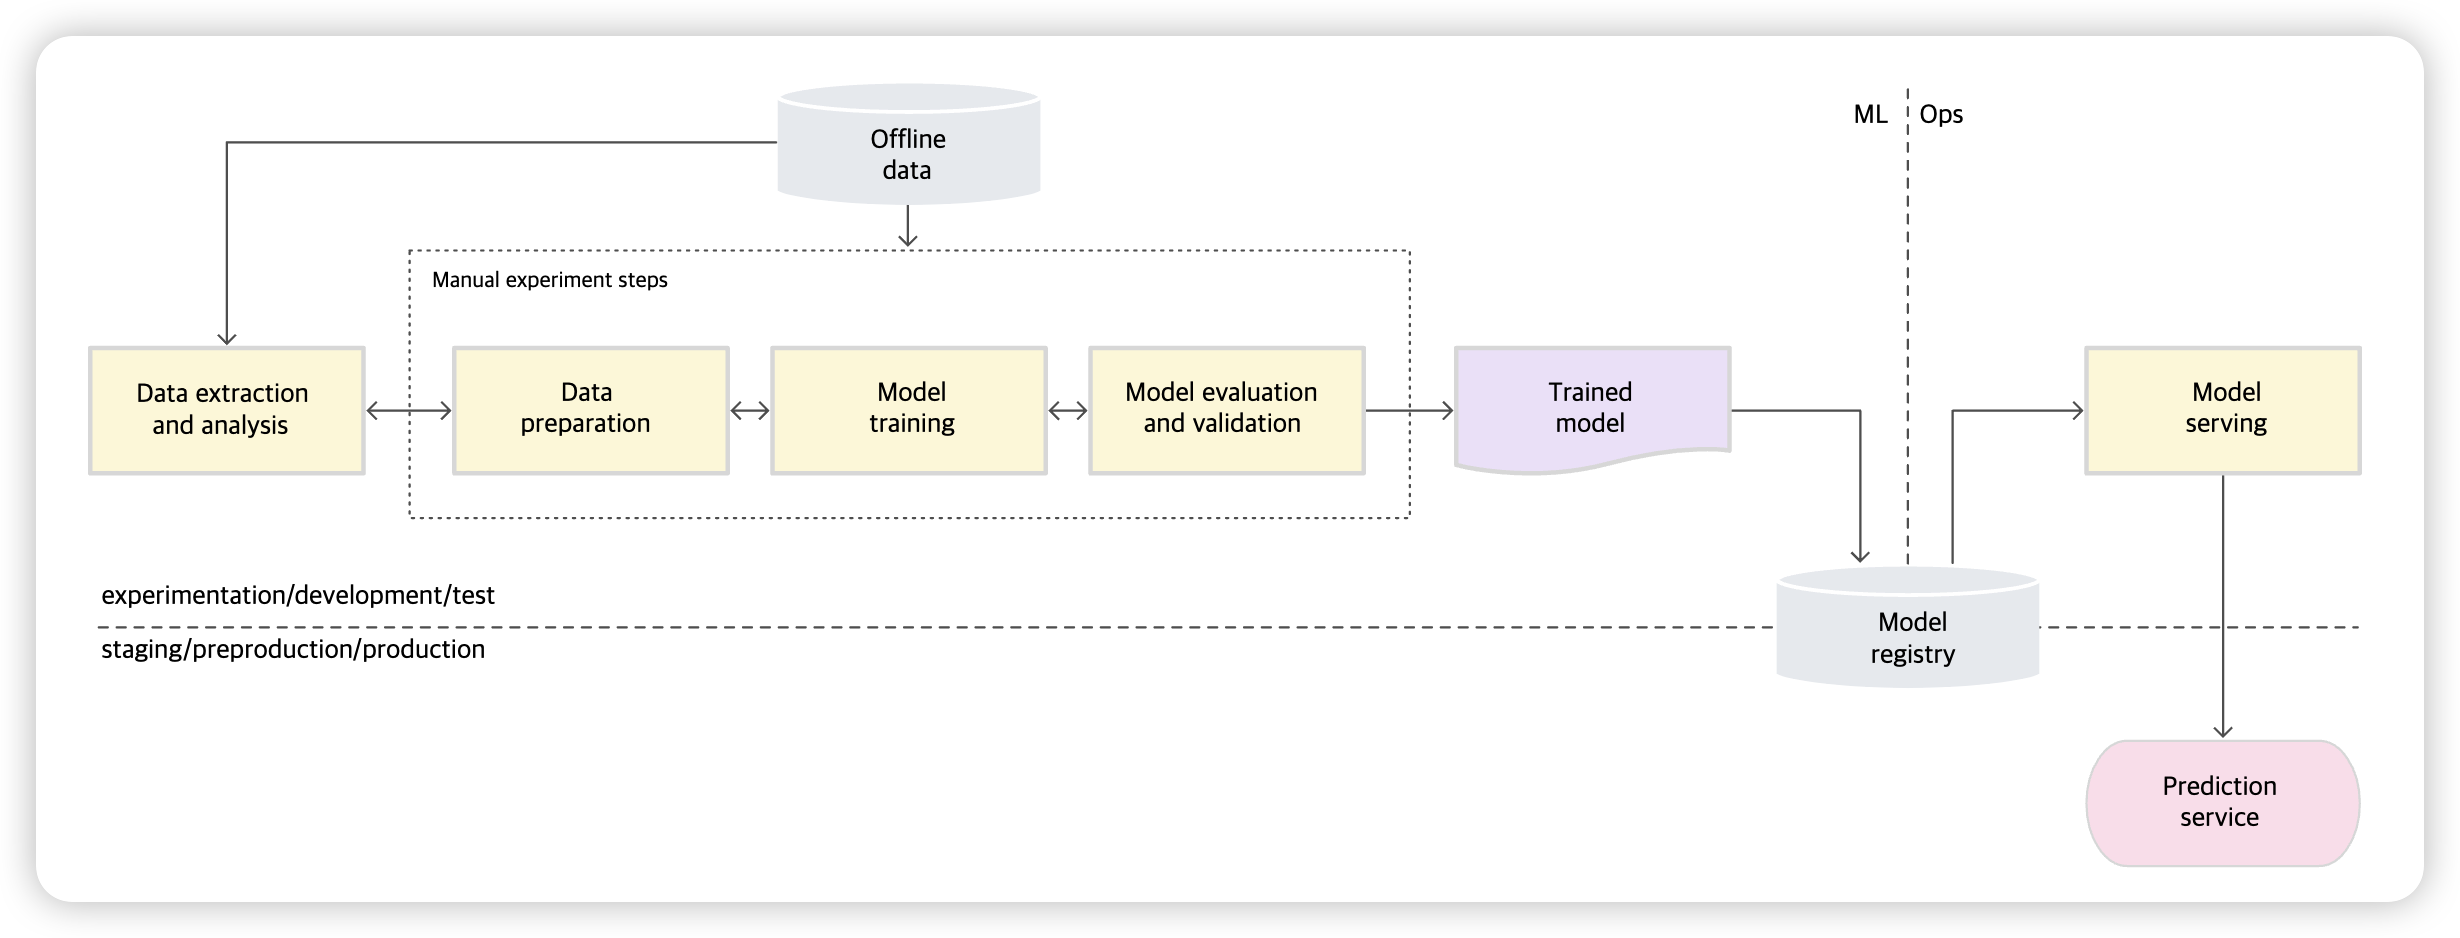 Offline
data
ML
Ops
Manual experiment steps
Data extraction
and analysis
Data
preparation
Model
training
Model evaluation
and validation
Trained
model
Model
serving
experimentation/development/test
staging/preproduction/production
Model
registry
Prediction
service